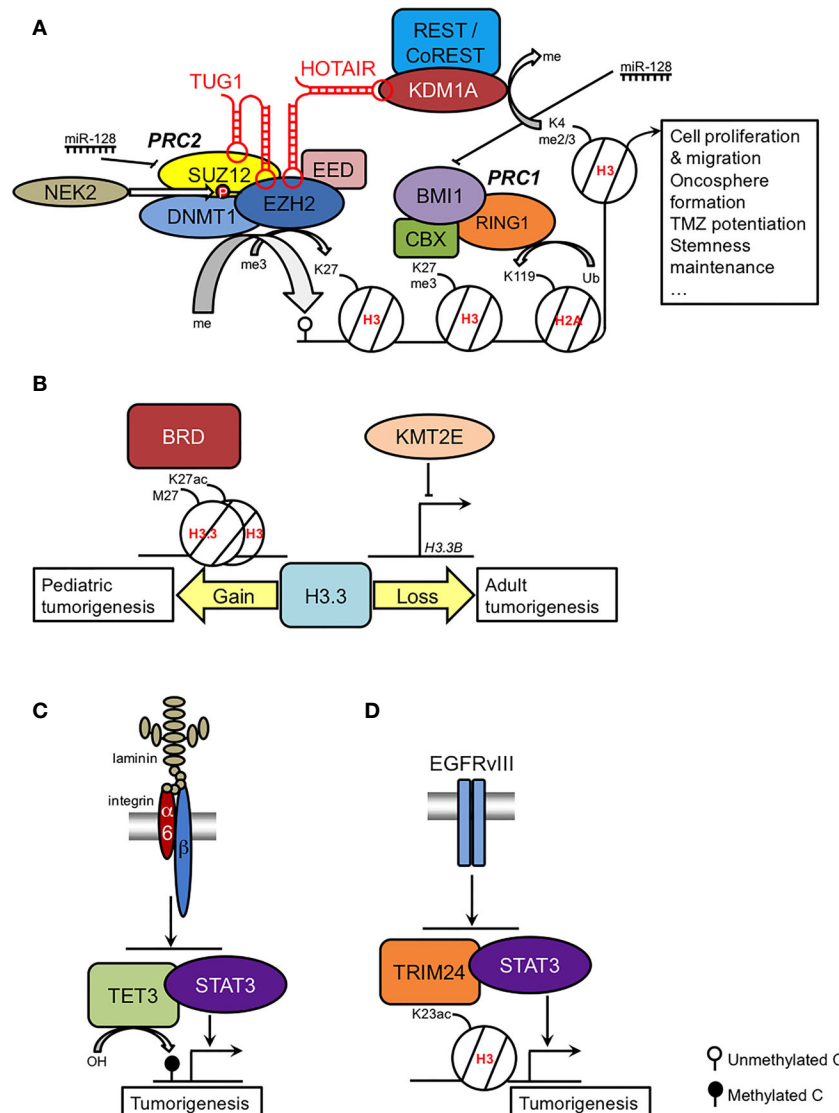 A
REST /
CoREST
KDM1A
HOTAIR
TUG1
me
miR-128
K4
me2/3
H3
Cell proliferation
& migration
Oncosphere
formation
TMZ potentiation
Stemness
maintenance
...
miR-128
PRC2
SUZ12
EED
NEK2
P
DNMT1
EZH2
me3
me
K27
H3
BMI1
PRC1
RING1
CBX
K27
me3
H3
K119
Ub
H2A
B
BRD
K27ac
M27
H3.3
H3
KMT2E
H3.3B
Pediatric
tumorigenesis
Gain
H3.3
Loss
Adult
tumorigenesis
C
laminin
integrin
α
6
β
TET3
STAT3
OH
Tumorigenesis
D
EGFRvIII
TRIM24
STAT3
K23ac
H3
Tumorigenesis
Unmethylated C
Methylated C